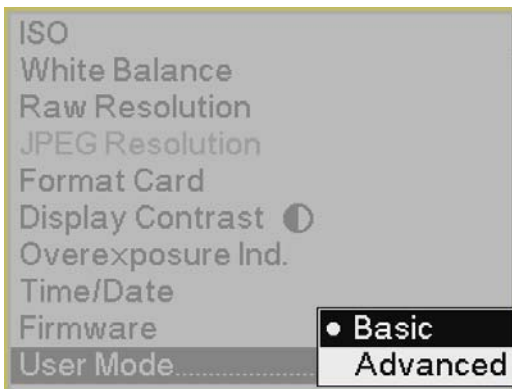 ISO
White Balance
Raw Resolution
JPEG Resolution
Format Card
Display Contrast
Overexposure Ind.
Time/Date
Firmware
Basic
User Mode....................
Advanced